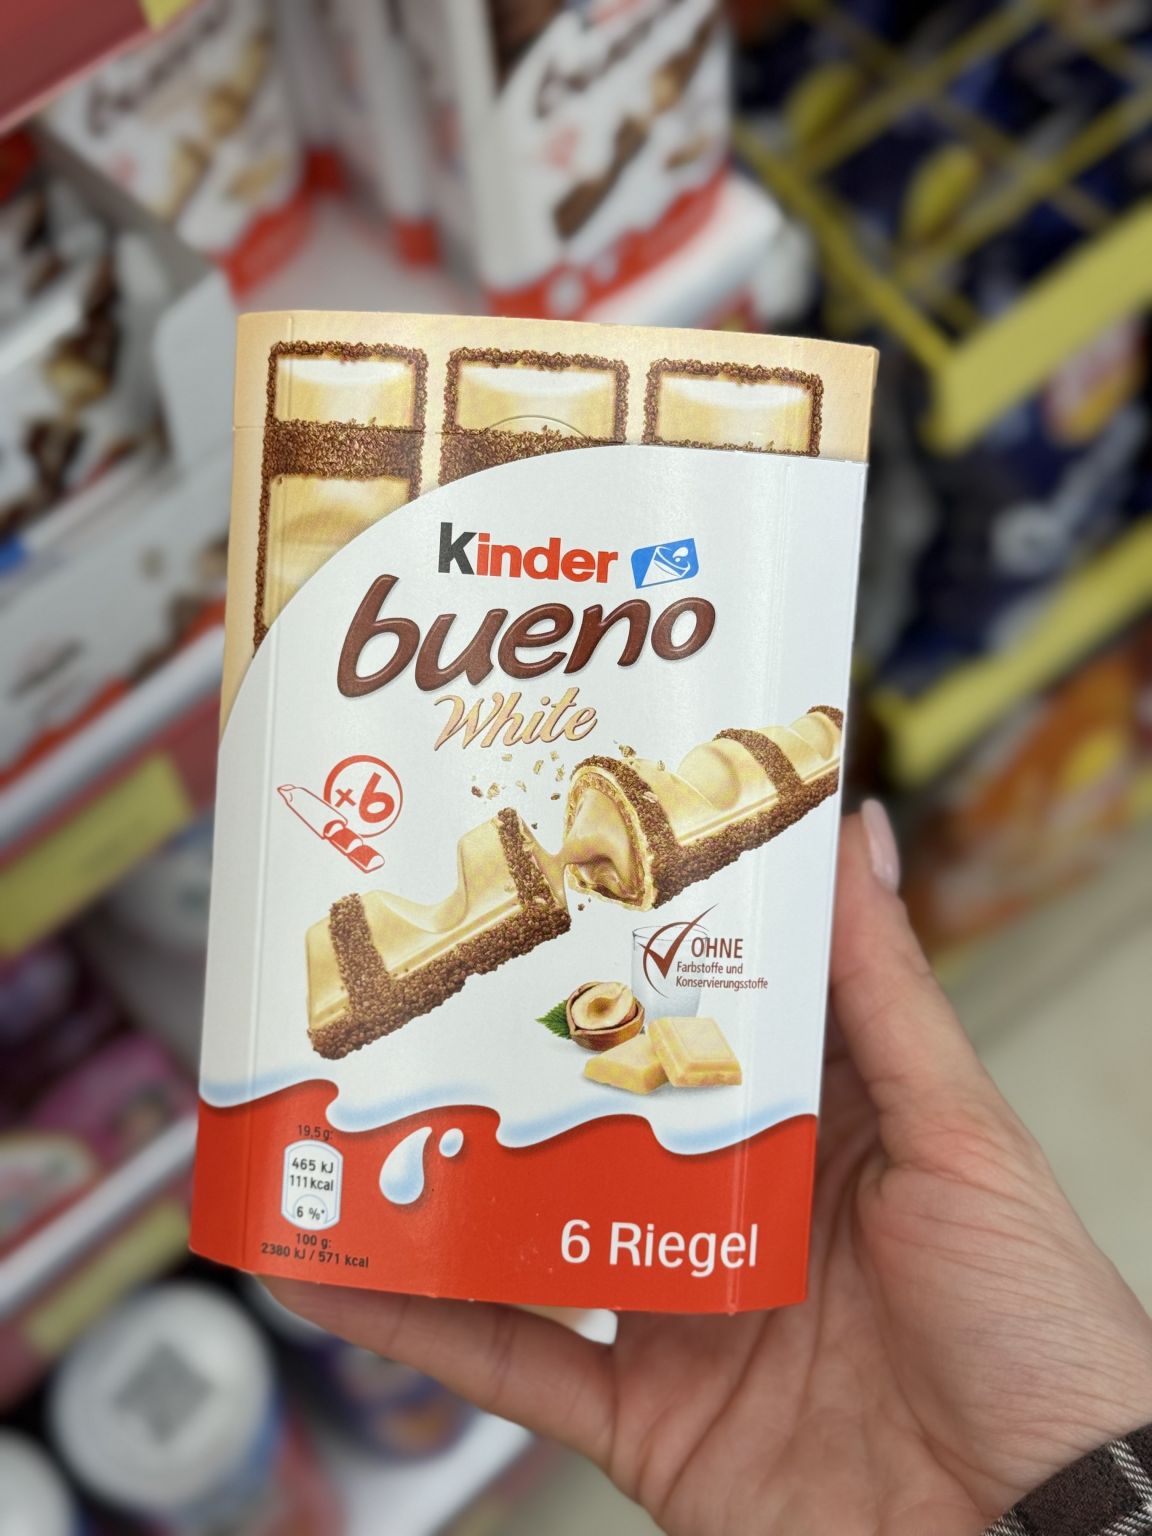 Kinder
bueno
White
×6
OHNE
Farbstoffe und
Konservierungsstoffe
19,5 g:
465 kJ
111 kcal
6 %*
100 g:
2380 kJ / 571 kcal
6 Riegel